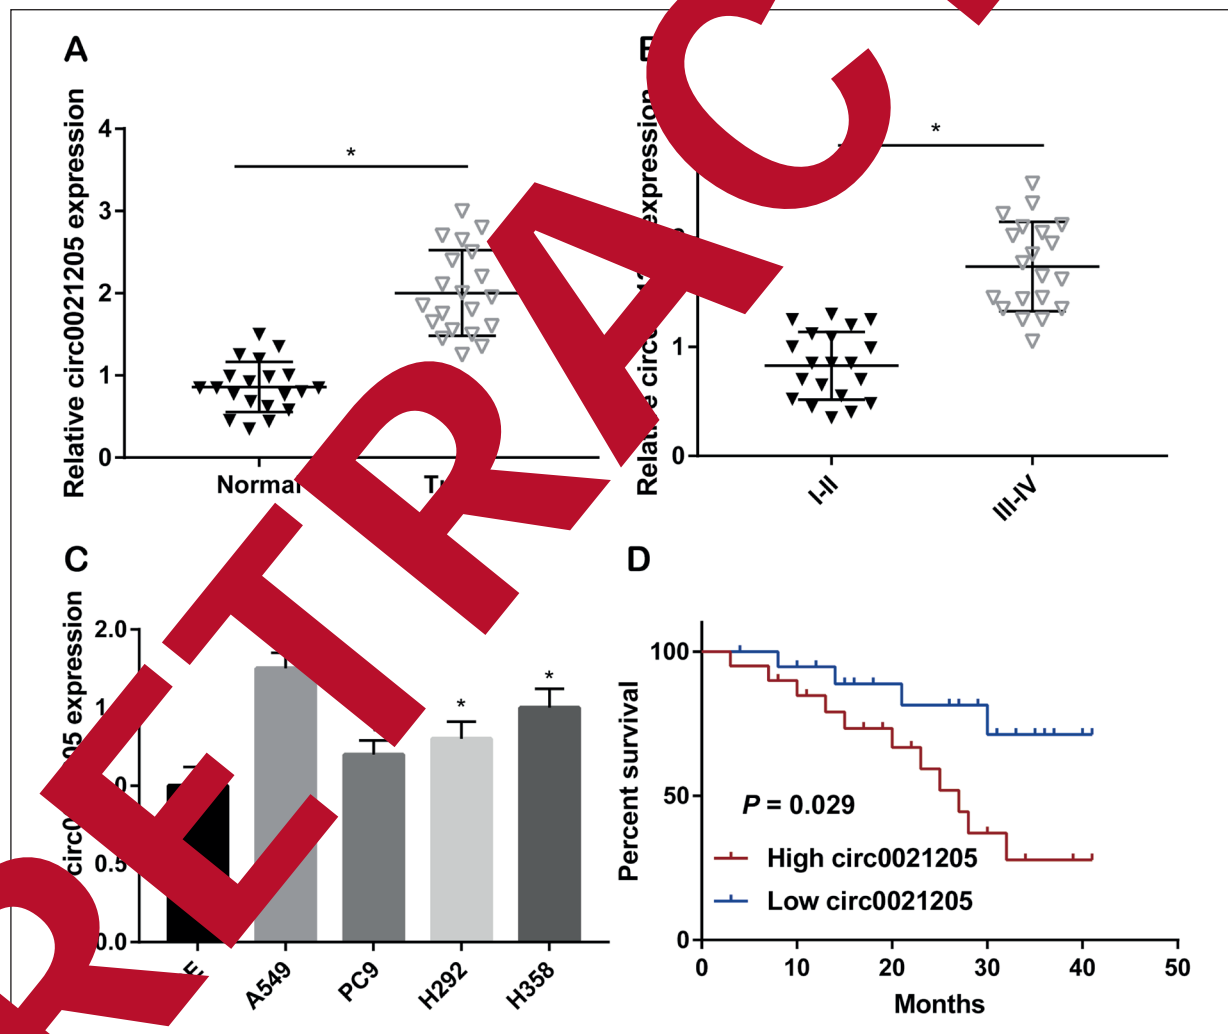 A
Relative circ0021205 expression
4
3
2
1
0
*
Normal
Relative
expression
1
0
*
I-II
III-IV
C
expression
2.0
0.5
0.0
*
*
A549
PC9
H292
H358
D
Percent survival
100
50
0
P = 0.029
High circ0021205
Low circ0021205
0 10 20 30 40 50
Months
RETRAC